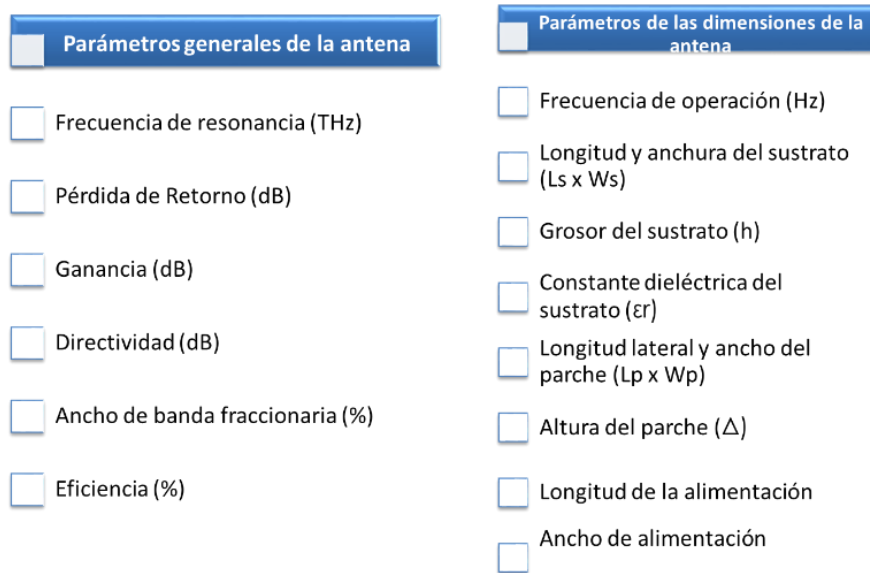 Parámetros generales de la antena
Frecuencia de resonancia (THz)
Pérdida de Retorno (dB)
Ganancia (dB)
Directividad (dB)
Ancho de banda fraccionaria (%)
Eficiencia (%)
Parámetros de las dimensiones de la
antena
Frecuencia de operación (Hz)
Longitud y anchura del sustrato
(Ls x Ws)
Grosor del sustrato (h)
Constante dieléctrica del
sustrato (εr)
Longitud lateral y ancho del
parche (Lp x Wp)
Altura del parche (△)
Longitud de la alimentación
Ancho de alimentación